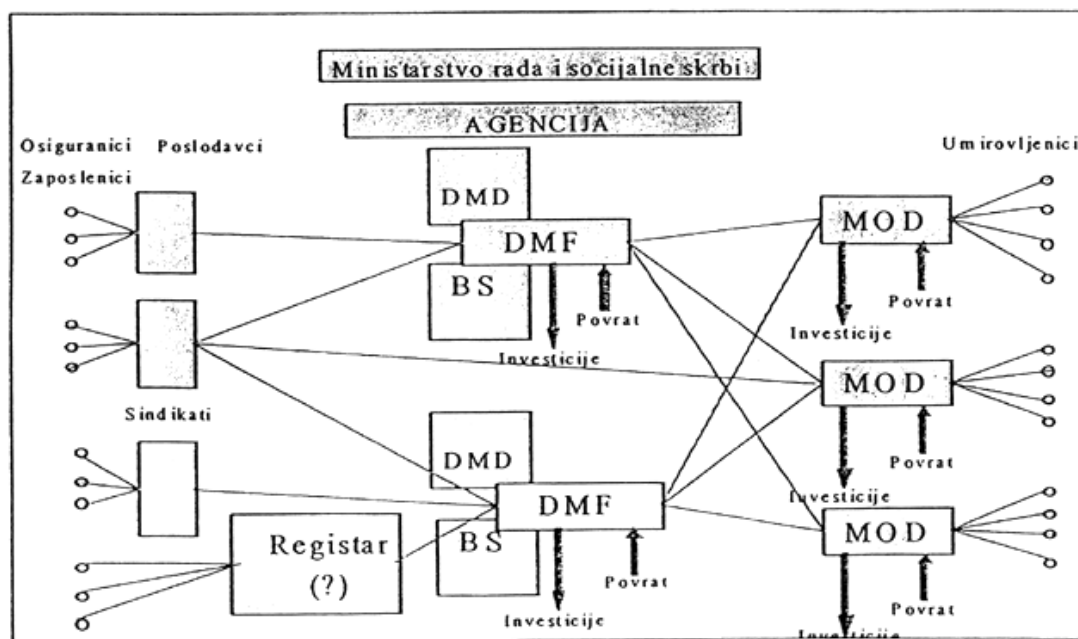 Ministarstvo rada i socijalne skrbi
AGENCIJA
Osiguranici Poslodavci
Zaposlenici
Umirovljenici
DMD
DMF
BS
Povrat
Investicije
MOD
Povrat
Investicije
MOD
Povrat
Investicije
Sindikati
DMD
DMF
BS
Povrat
Investicije
Registar
(?)
MOD
Povrat
Investicije